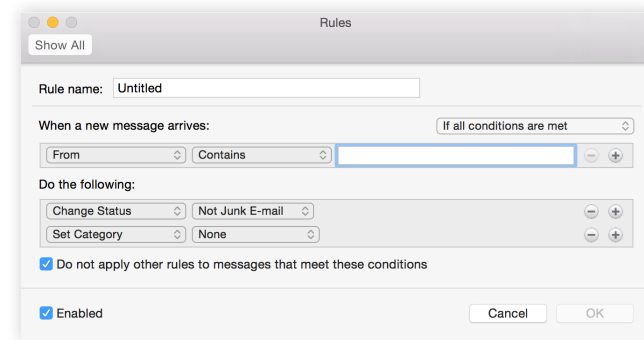 Rules
Show All
Rule name: Untitled
When a new message arrives: If all conditions are met
From Contains
Do the following:
Change Status Not Junk E-mail
Set Category None
Do not apply other rules to messages that meet these conditions
Enabled Cancel OK